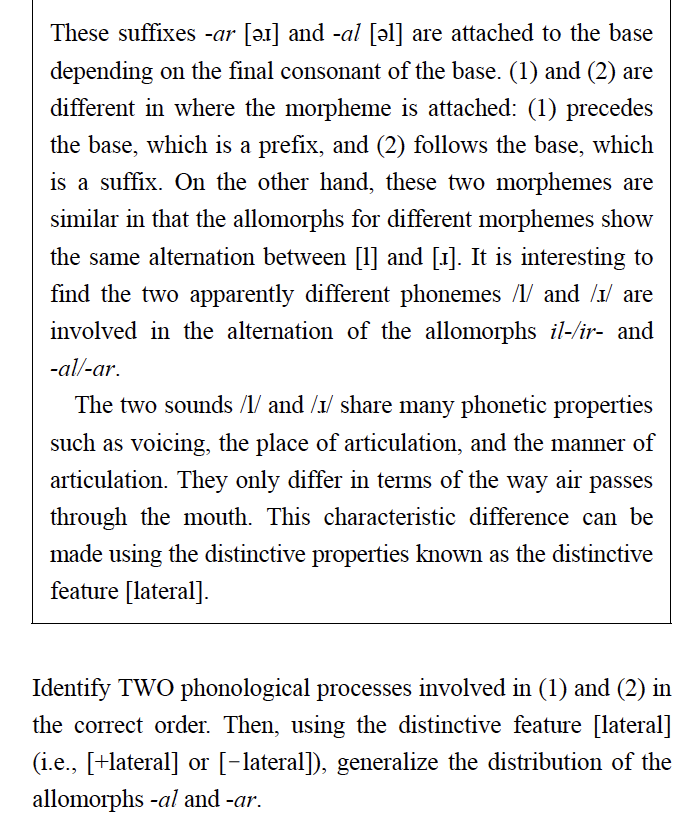 These suffixes -ar [əɹ] and -al [əl] are attached to the base
depending on the final consonant of the base. (1) and (2) are
different in where the morpheme is attached: (1) precedes
the base, which is a prefix, and (2) follows the base, which
is a suffix. On the other hand, these two morphemes are
similar in that the allomorphs for different morphemes show
the same alternation between [l] and [ɹ]. It is interesting to
find the two apparently different phonemes /l/ and /ɹ/ are
involved in the alternation of the allomorphs il-/ir- and
-al/-ar.
The two sounds /l/ and /ɹ/ share many phonetic properties
such as voicing, the place of articulation, and the manner of
articulation. They only differ in terms of the way air passes
through the mouth. This characteristic difference can be
made using the distinctive properties known as the distinctive
feature [lateral].
Identify TWO phonological processes involved in (1) and (2) in
the correct order. Then, using the distinctive feature [lateral]
(i.e., [+lateral] or [−lateral]), generalize the distribution of the
allomorphs -al and -ar.